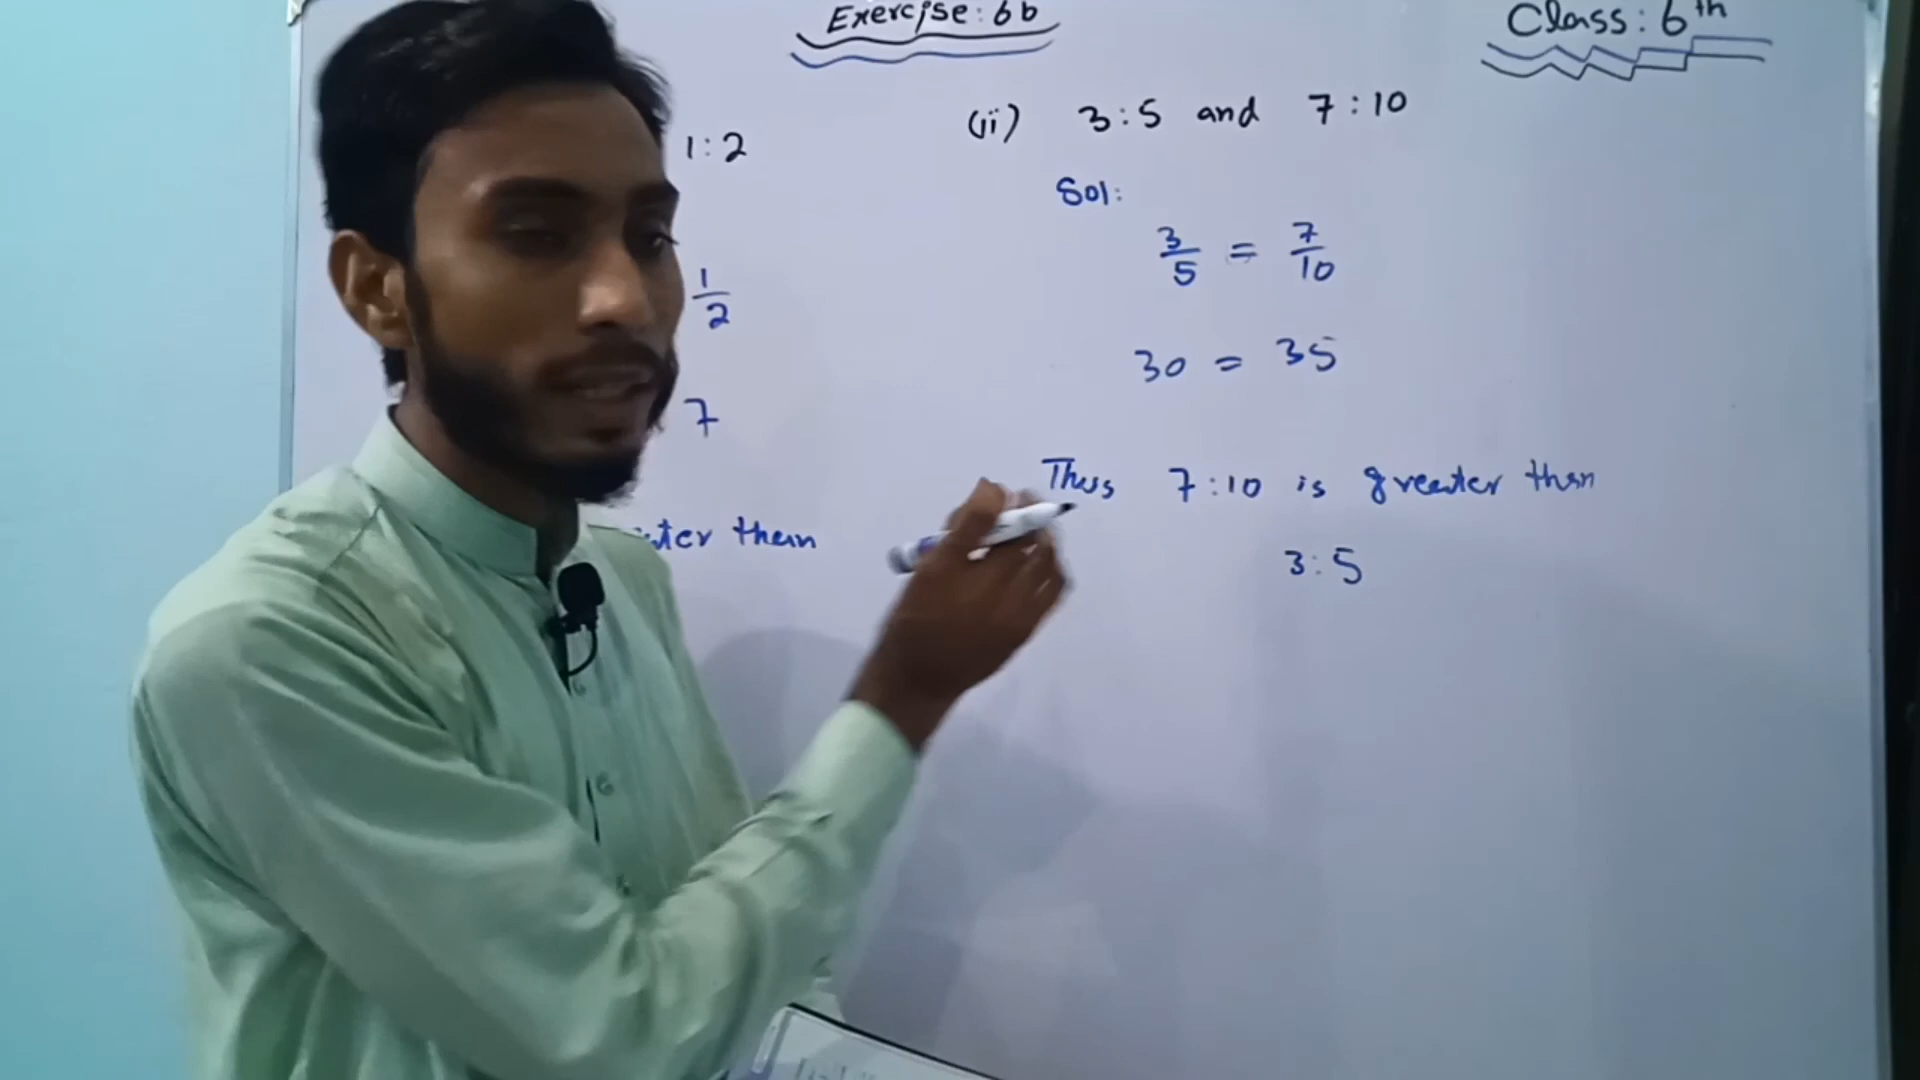 Exercise: 6b
Class: 6th
1:2
1
2
7
than
(ii) 3:5 and 7:10
Sol:
3/5 = 7/10
30 = 35
Thus 7:10 is greater than
3:5